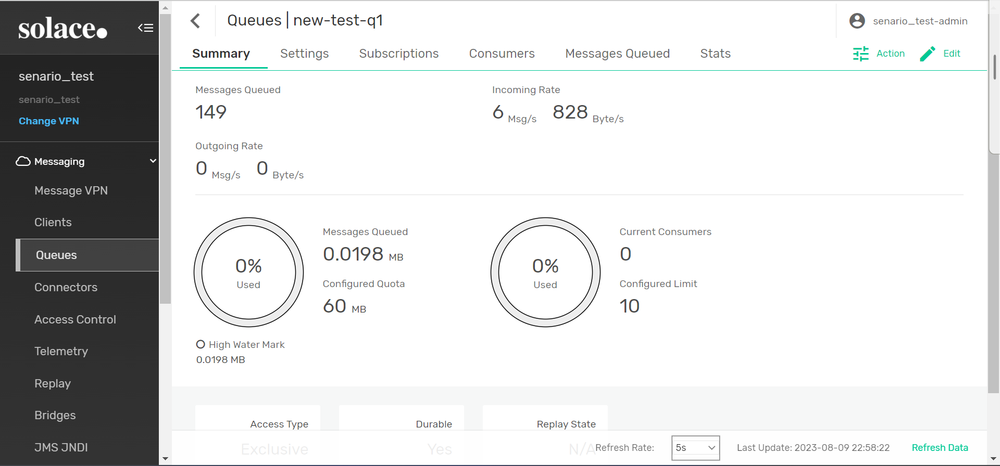 solace.
senario_test
senario_test
Change VPN
Messaging
Message VPN
Clients
Queues
Connectors
Access Control
Telemetry
Replay
Bridges
JMS JNDI
Queues | new-test-q1
senario_test-admin
Summary Settings Subscriptions Consumers Messages Queued Stats
Action Edit
Messages Queued
149
Incoming Rate
6 Msg/s 828 Byte/s
Outgoing Rate
0 Msg/s 0 Byte/s
0%
Used
Messages Queued
0.0198 MB
Configured Quota
60 MB
High Water Mark
0.0198 MB
0%
Used
Current Consumers
0
Configured Limit
10
Access Type
Exclusive
Durable
Yes
Replay State
N/A
Refresh Rate: 5s Last Update: 2023-08-09 22:58:22 Refresh Data